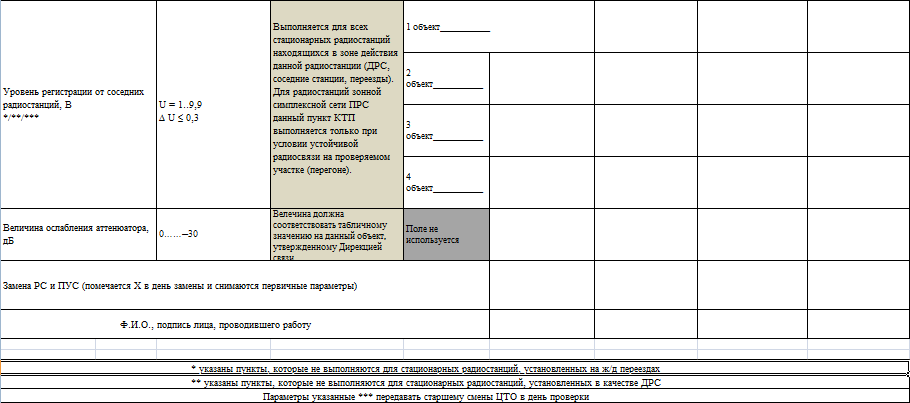 Уровень регистрации от соседних
радиостанций, В
*/**/***
U = 1..9,9
Δ U ≤ 0,3
Выполняется для всех
стационарных радиостанций
находящихся в зоне действия
данной радиостанции (ДРС,
соседние станции, переезды).
Для радиостанций зонной
симплексной сети ПРС
данный пункт КТП
выполняется только при
условии устойчивой
радиосвязи на проверяемом
участке (перегоне).
1 объект__________
2
объект__________
3
объект__________
4
объект__________
Величина ослабления аттенюатора,
дБ
0……–30
Велечина должна
соответствовать табличному
значению на данный объект,
утвержденному Дирекцией
связи
Поле не
используется
Замена РС и ПУС (помечается Х в день замены и снимаются первичные параметры)
Ф.И.О., подпись лица, проводившего работу
* указаны пункты, которые не выполняются для стационарных радиостанций, установленных на ж/д переездах
** указаны пункты, которые не выполняются для стационарных радиостанций, установленных в качестве ДРС
Параметры указанные *** передавать старшему смены ЦТО в день проверки